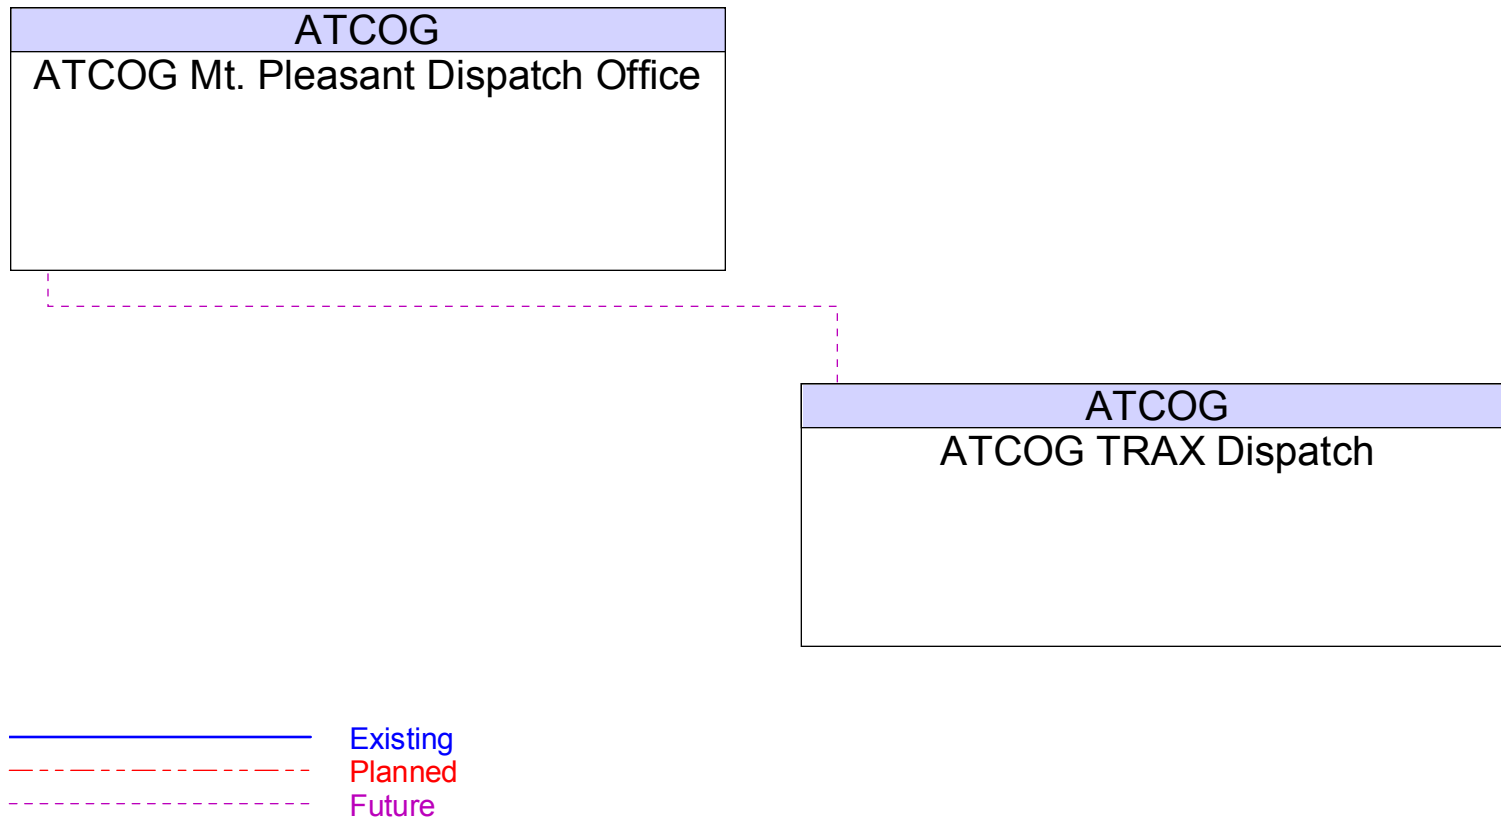 ATCOG
ATCOG Mt. Pleasant Dispatch Office
ATCOG
ATCOG TRAX Dispatch
Existing
Planned
Future